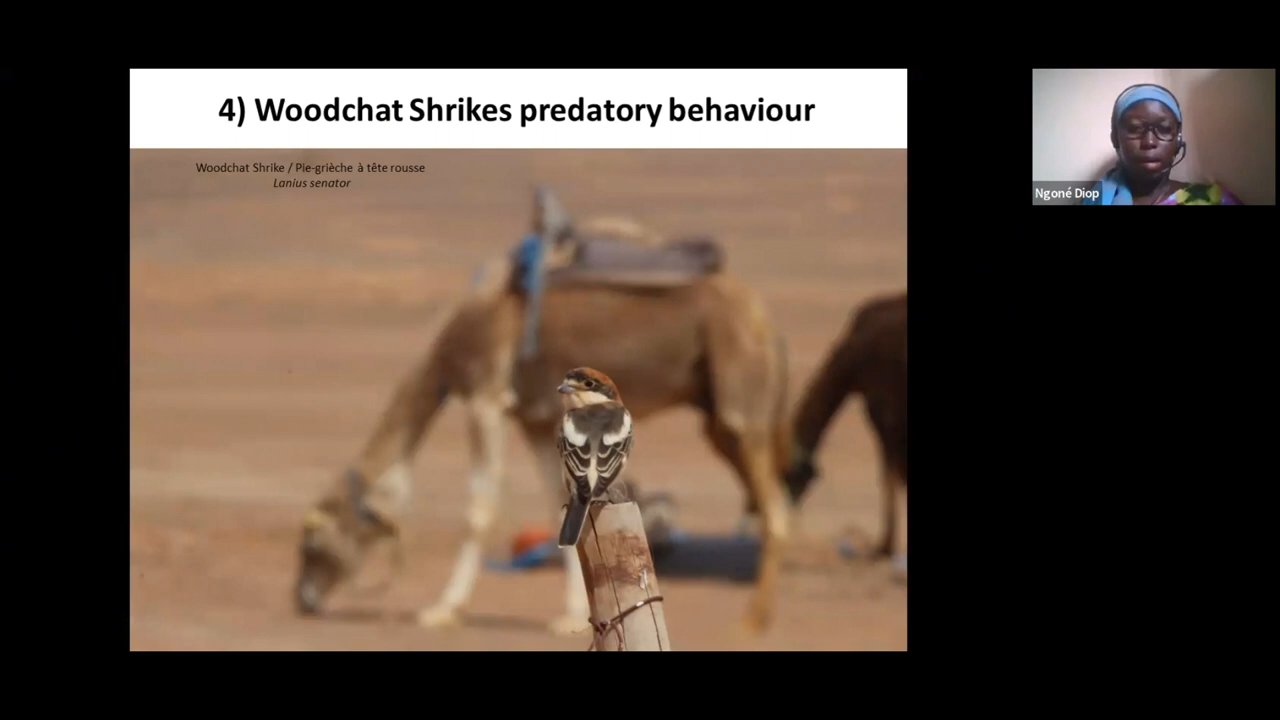 4) Woodchat Shrikes predatory behaviour
Woodchat Shrike / Pie-grièche à tête rousse
Lanius senator
Ngoné Diop